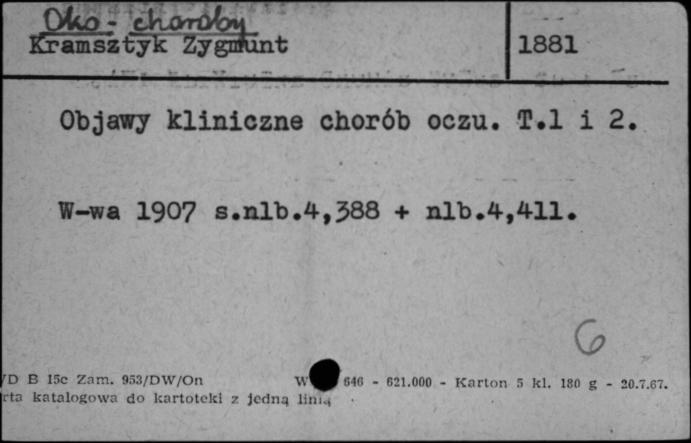 Oko - choroby
Kramsztyk Zygmunt 1881
Objawy kliniczne chorób oczu. T.1 i 2.
W-wa 1907 s.nlb.4,388 + nlb.4,411.
6
D B 15c Zam. 953/DW/On W 646 - 621.000 - Karton 5 kl. 180 g - 20.7.67.
rta katalogowa do kartoteki z jedną linią